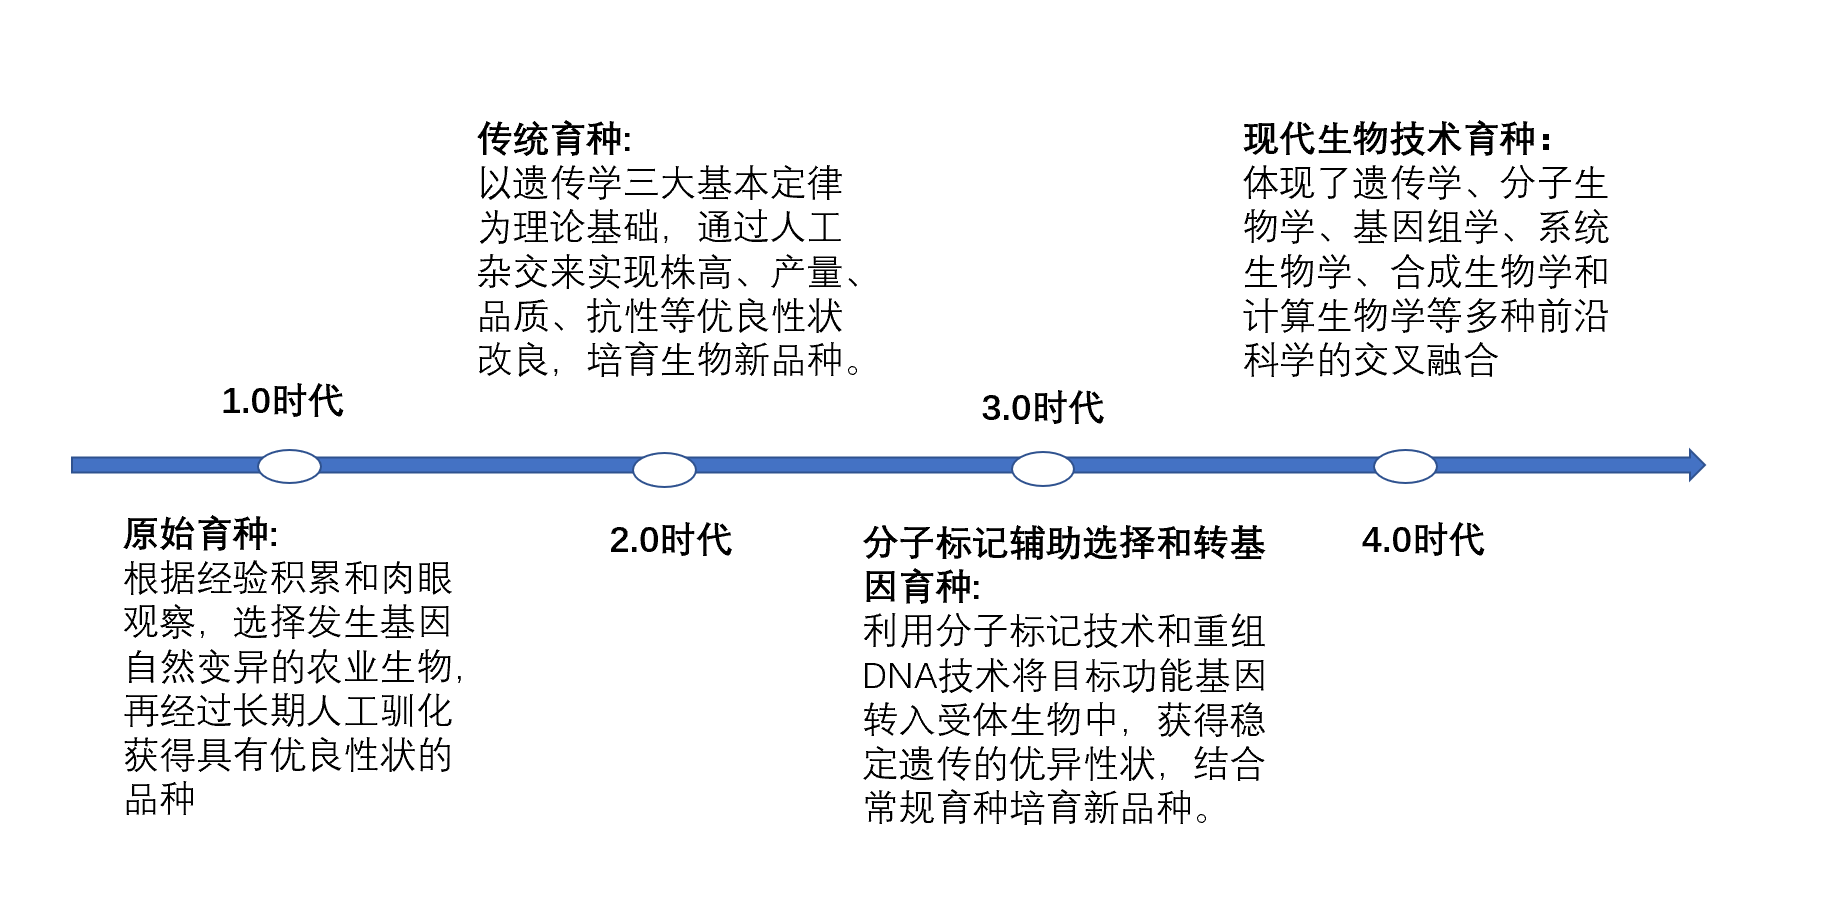 1.0时代
原始育种:
根据经验积累和肉眼
观察，选择发生基因
自然变异的农业生物，
再经过长期人工驯化
获得具有优良性状的
品种
传统育种:
以遗传学三大基本定律
为理论基础，通过人工
杂交来实现株高、产量、
品质、抗性等优良性状
改良，培育生物新品种。
2.0时代
3.0时代
分子标记辅助选择和转基
因育种:
利用分子标记技术和重组
DNA技术将目标功能基因
转入受体生物中，获得稳
定遗传的优异性状，结合
常规育种培育新品种。
现代生物技术育种：
体现了遗传学、分子生
物学、基因组学、系统
生物学、合成生物学和
计算生物学等多种前沿
科学的交叉融合
4.0时代